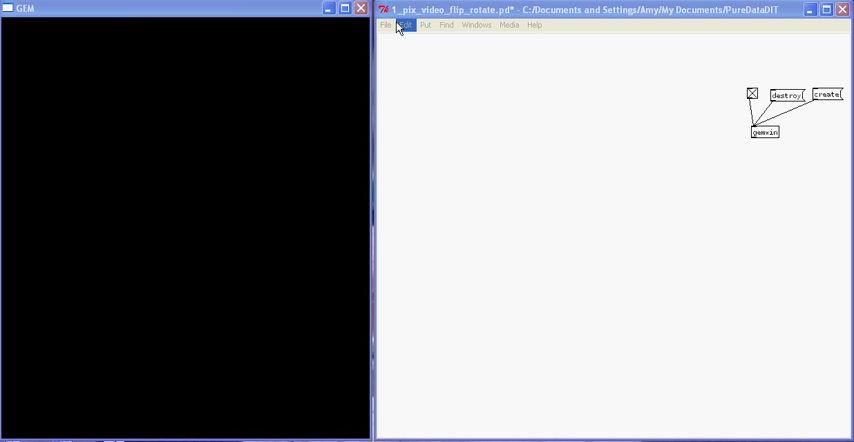 GEM
1_pix_video_flip_rotate.pd* - C:/Documents and Settings/Amy/My Documents/PureDataDIT
File Edit Put Find Windows Media Help
destroy create
gemwin